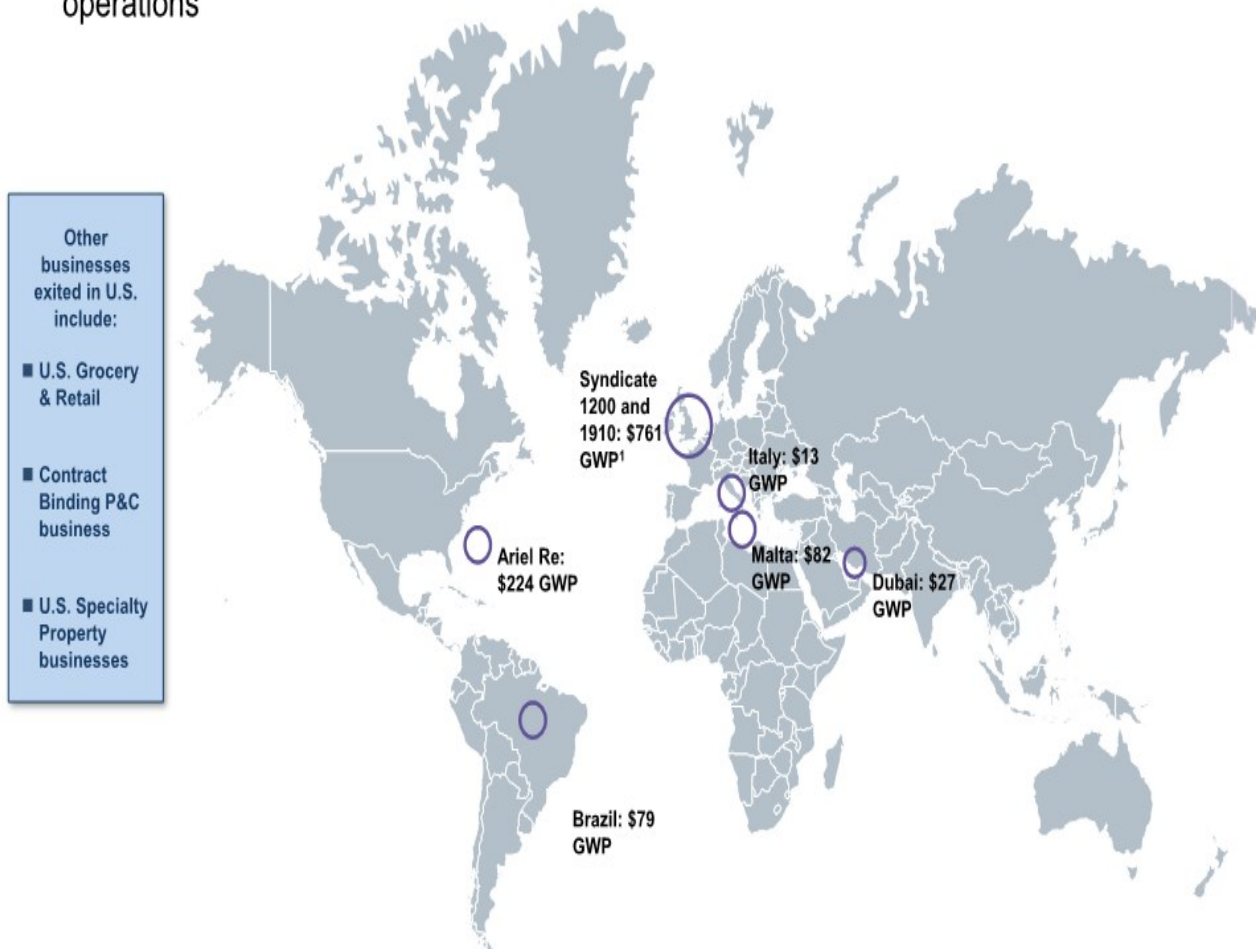 operations
Other
businesses
exited in U.S.
include:
■ U.S. Grocery
& Retail
■ Contract
Binding P&C
business
■ U.S. Specialty
Property
businesses
Syndicate
1200 and
1910: $761
GWP¹
Italy: $13
GWP
Malta: $82
GWP
Dubai: $27
GWP
Ariel Re:
$224 GWP
Brazil: $79
GWP